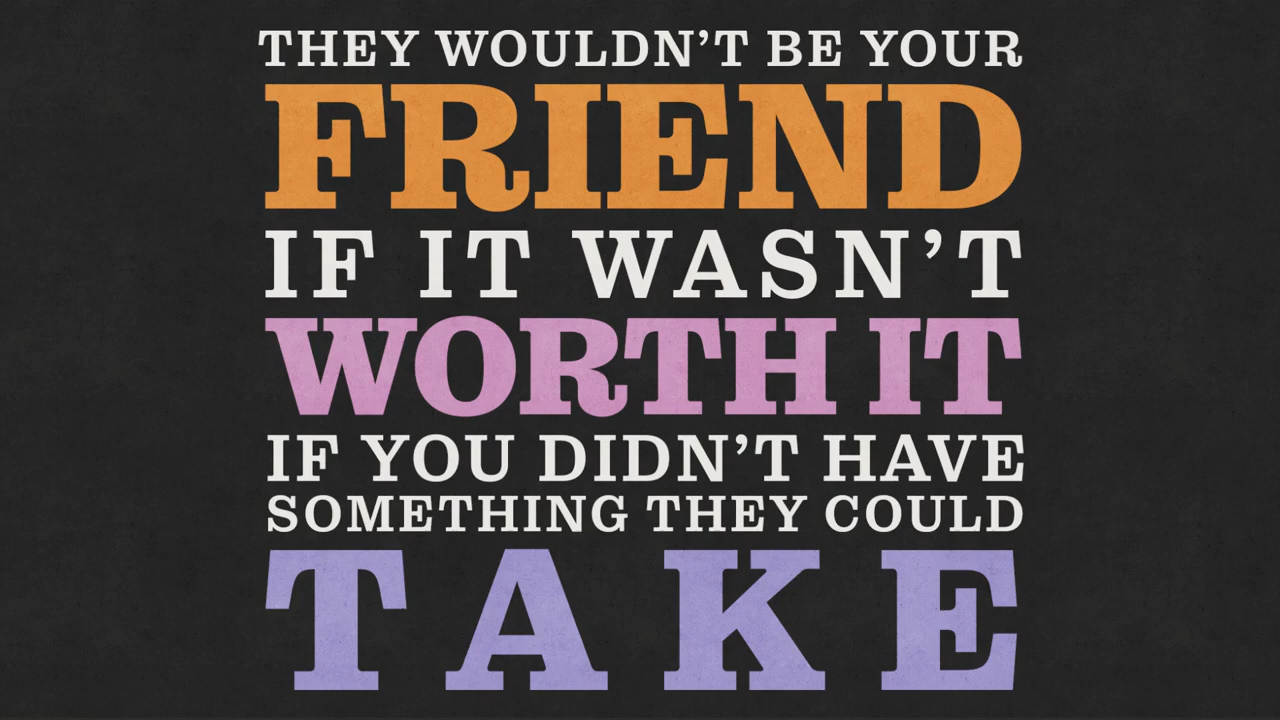 THEY WOULDN’T BE YOUR
FRIEND
IF IT WASN’T
WORTH IT
IF YOU DIDN’T HAVE
SOMETHING THEY COULD
TAKE